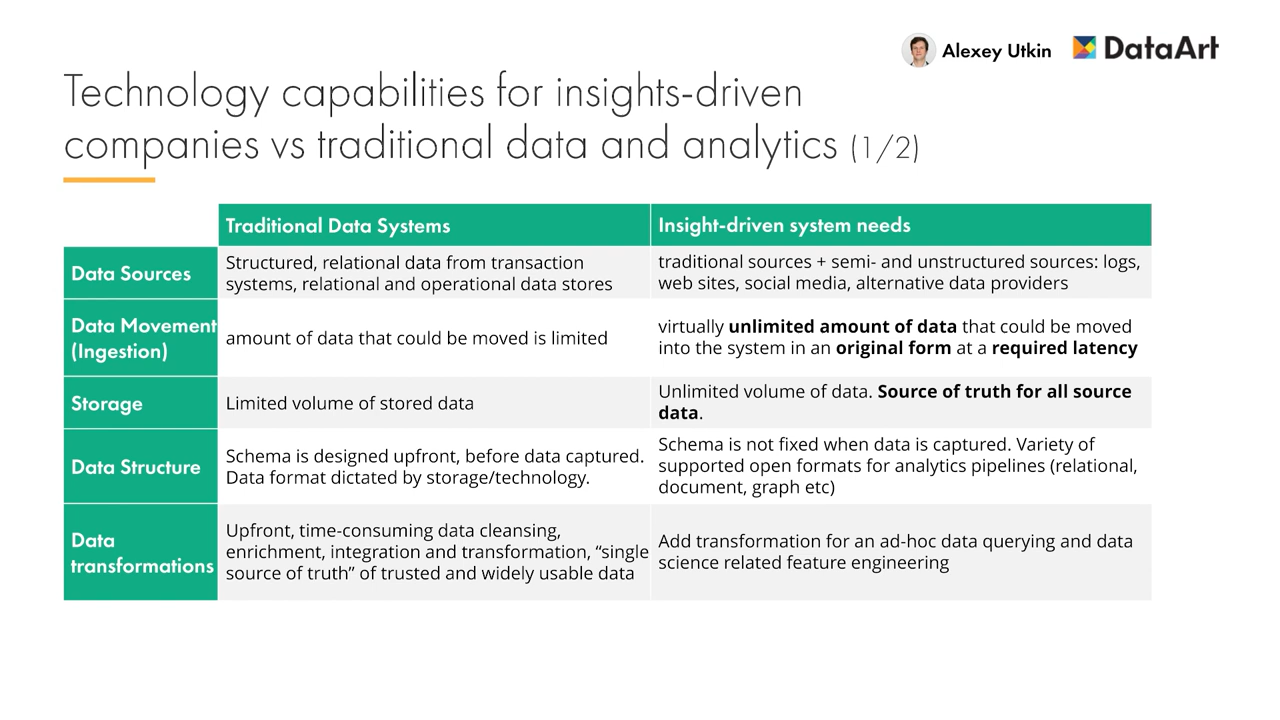 Alexey Utkin
DataArt
Technology capabilities for insights-driven
companies vs traditional data and analytics (1/2)
Traditional Data Systems
Insight-driven system needs
Data Sources
Structured, relational data from transaction
systems, relational and operational data stores
traditional sources + semi- and unstructured sources: logs,
web sites, social media, alternative data providers
Data Movement
(Ingestion)
amount of data that could be moved is limited
virtually unlimited amount of data that could be moved
into the system in an original form at a required latency
Storage
Limited volume of stored data
Unlimited volume of data. Source of truth for all source
data.
Data Structure
Schema is designed upfront, before data captured.
Data format dictated by storage/technology.
Schema is not fixed when data is captured. Variety of
supported open formats for analytics pipelines (relational,
document, graph etc)
Data
transformations
Upfront, time-consuming data cleansing,
enrichment, integration and transformation, “single
source of truth” of trusted and widely usable data
Add transformation for an ad-hoc data querying and data
science related feature engineering